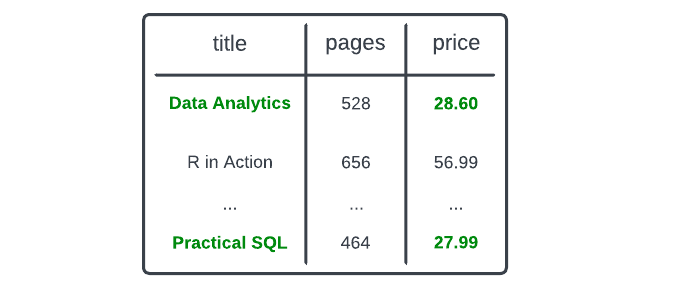 title pages price
Data Analytics 528 28.60
R in Action 656 56.99
... ... ...
Practical SQL 464 27.99